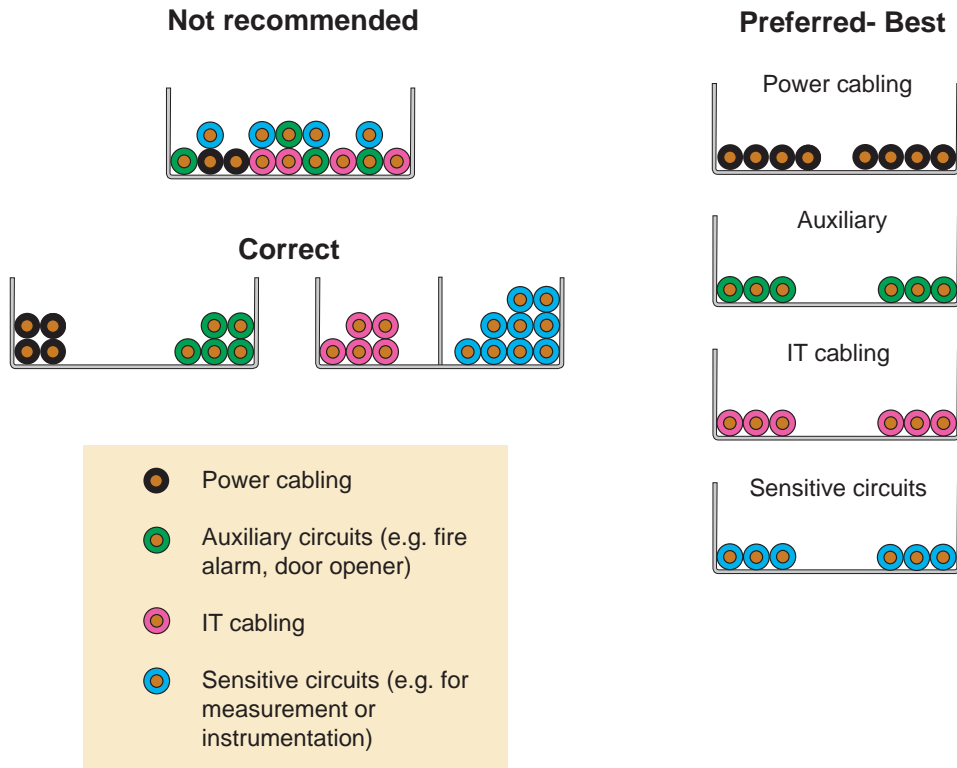 Not recommended
Preferred- Best
Power cabling
Correct
Auxiliary
IT cabling
Sensitive circuits
Power cabling
Auxiliary circuits (e.g. fire
alarm, door opener)
IT cabling
Sensitive circuits (e.g. for
measurement or
instrumentation)